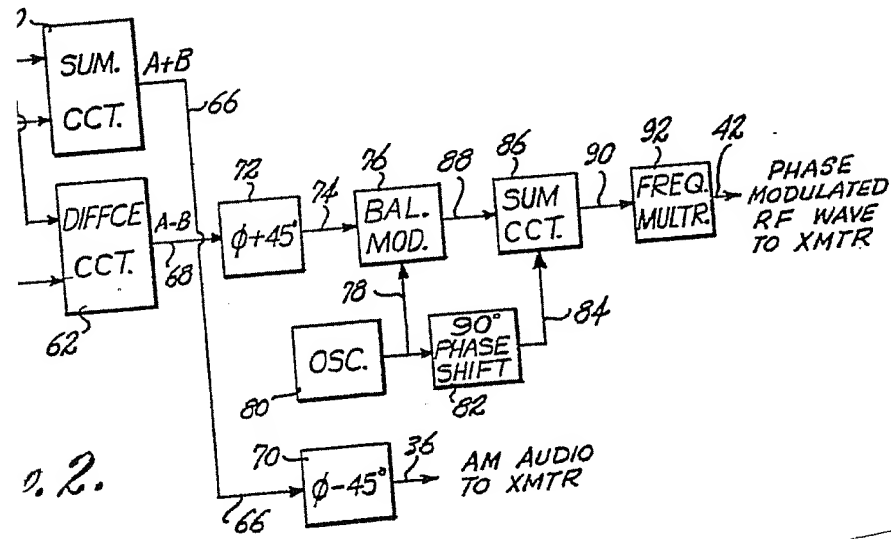 SUM. CCT.
A+B
66
DIFFCE CCT.
A-B
68
62
72
φ+45°
74
76
BAL. MOD.
88
86
SUM CCT.
90
92
FREQ. MULTR.
42
PHASE
MODULATED
RF WAVE
TO XMTR
78
84
OSC.
80
90°
PHASE
SHIFT
82
70
φ-45°
36
AM AUDIO
TO XMTR
66
2.